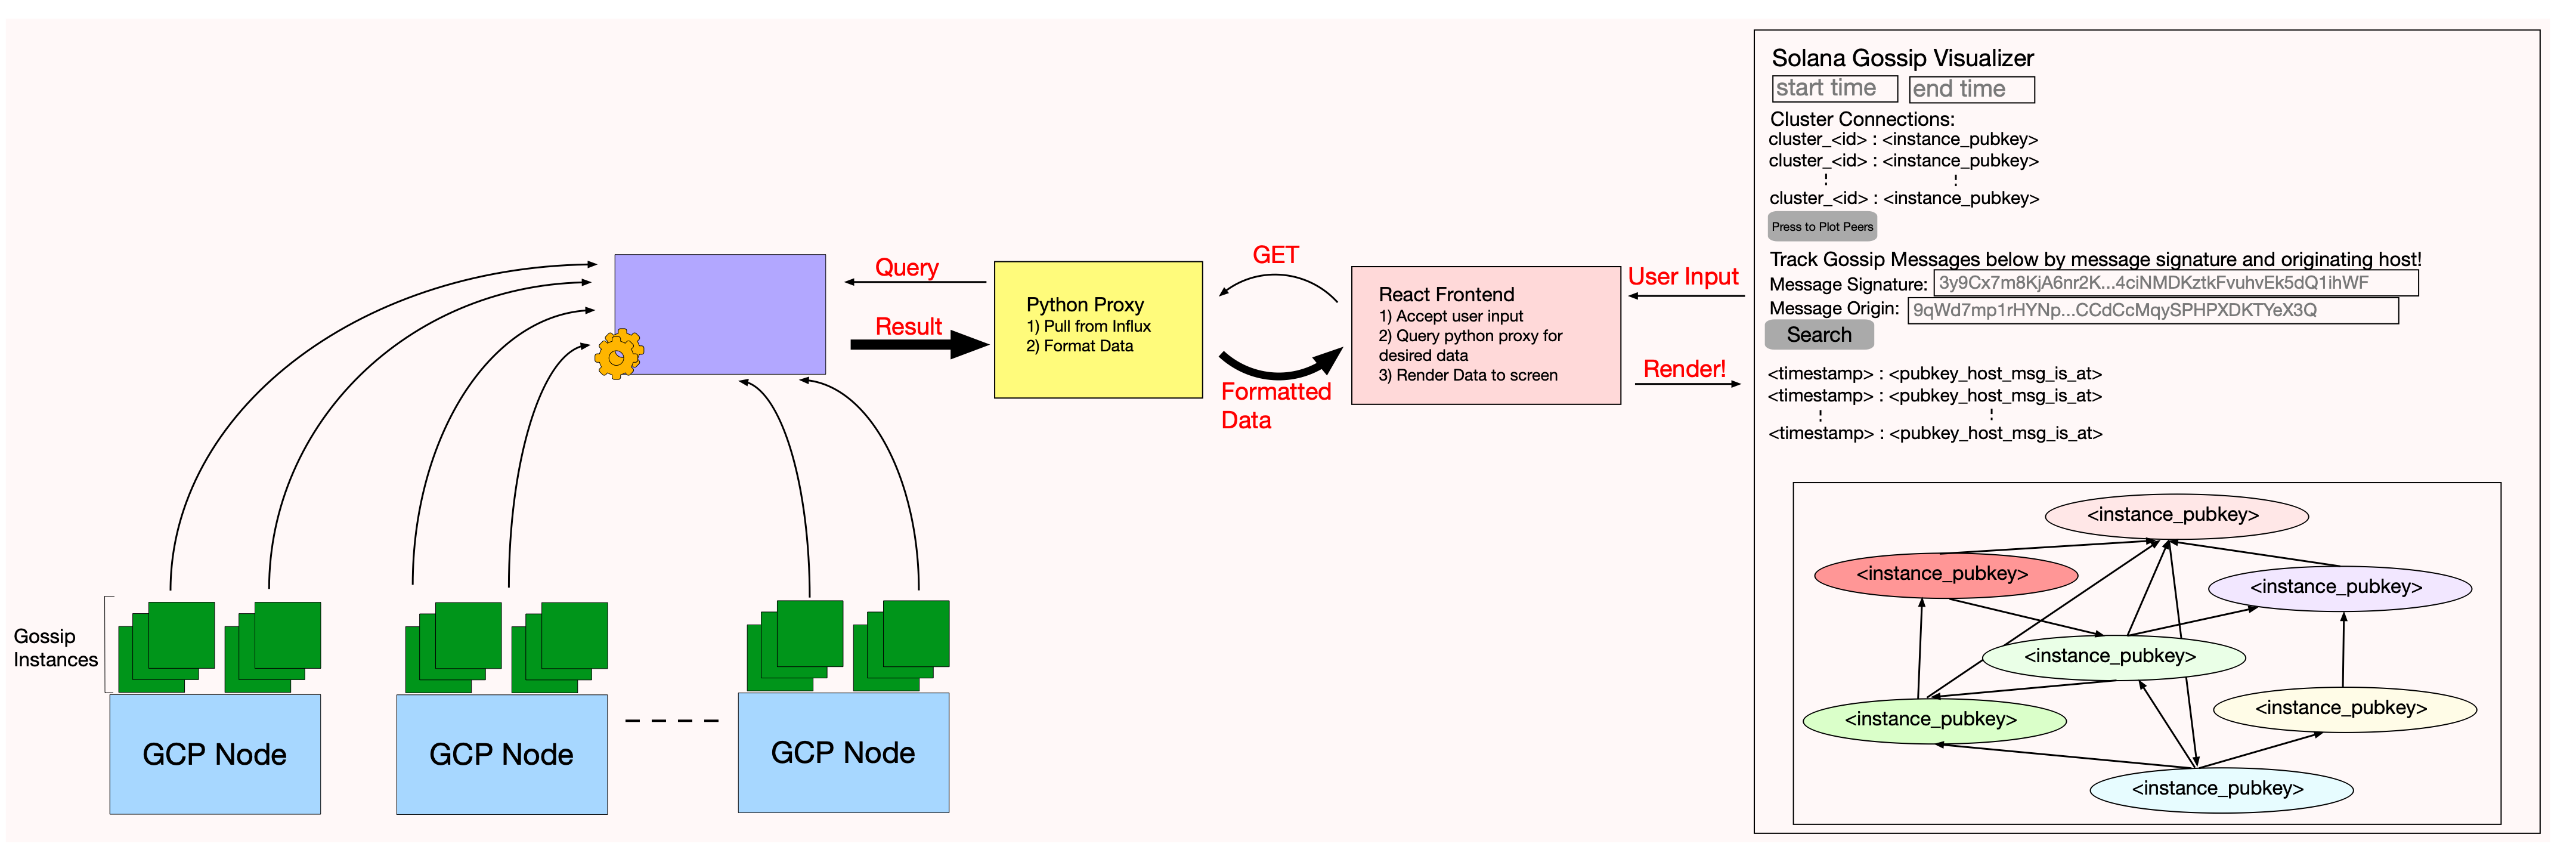 Solana Gossip Visualizer
start time end time
Cluster Connections:
cluster_<id> : <instance_pubkey>
cluster_<id> : <instance_pubkey>
cluster_<id> : <instance_pubkey>
Press to Plot Peers
Track Gossip Messages below by message signature and originating host!
Message Signature: 3y9Cx7m8KjA6nr2K...4ciNMDKztkFvuhvEk5dQ1ihWF
Message Origin: 9qWd7mp1rHYNp...CCdCcMqySPHPXDKTYeX3Q
Search
<timestamp> : <pubkey_host_msg_is_at>
<timestamp> : <pubkey_host_msg_is_at>
<timestamp> : <pubkey_host_msg_is_at>
Query
Result
Python Proxy
1) Pull from Influx
2) Format Data
GET
Formatted
Data
React Frontend
1) Accept user input
2) Query python proxy for
desired data
3) Render Data to screen
User Input
Render!
<instance_pubkey>
<instance_pubkey>
<instance_pubkey>
<instance_pubkey>
<instance_pubkey>
<instance_pubkey>
<instance_pubkey>
Gossip
Instances
GCP Node
GCP Node
GCP Node